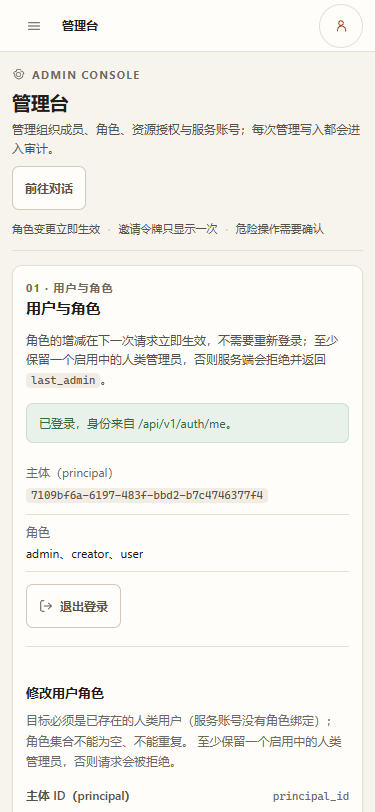 管理台
ADMIN CONSOLE
管理台
管理组织成员、角色、资源授权与服务账号；每次管理写入都会进
入审计。
前往对话
角色变更立即生效 · 邀请令牌只显示一次 · 危险操作需要确认
01 · 用户与角色
用户与角色
角色的增减在下一次请求立即生效，不需要重新登录；至少
保留一个启用中的人类管理员，否则服务端会拒绝并返回
last_admin。
已登录，身份来自 /api/v1/auth/me。
主体（principal）
7109bf6a-6197-483f-bbd2-b7c4746377f4
角色
admin、creator、user
退出登录
修改用户角色
目标必须是已存在的人类用户（服务账号没有角色绑定）；
角色集合不能为空、不能重复。 至少保留一个启用中的人类
管理员，否则请求会被拒绝。
主体 ID（principal） principal_id